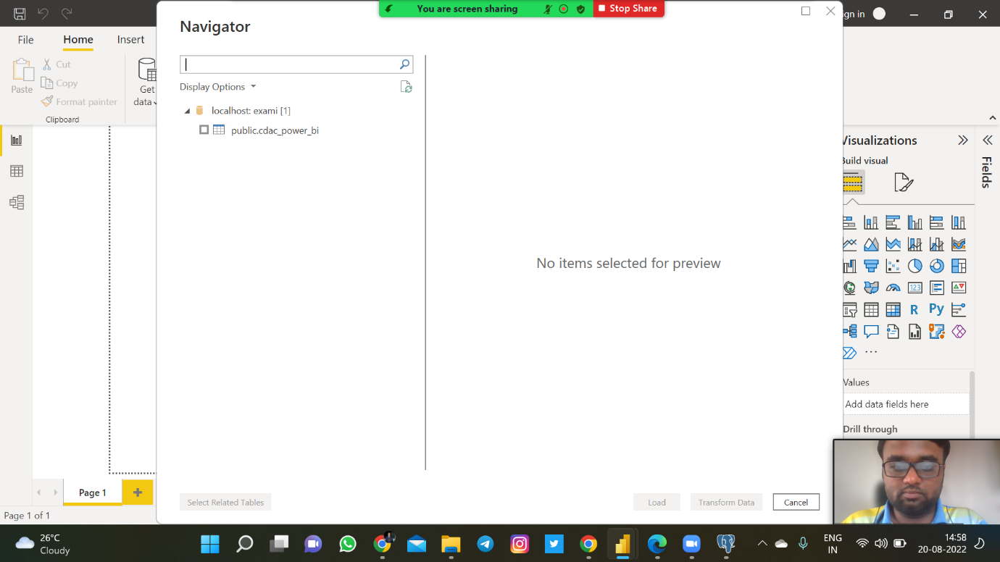 You are screen sharing
Stop Share
gn in
File
Home
Insert
Paste
Cut
Copy
Format painter
Clipboard
Get
data
Navigator
Display Options
localhost: exami [1]
public.cdac_power_bi
No items selected for preview
Select Related Tables
Load
Transform Data
Cancel
Visualizations
Build visual
Fields
123
R
Py
Values
Add data fields here
Drill through
Page 1
Page 1 of 1
26°C
Cloudy
ENG
IN
14:58
20-08-2022